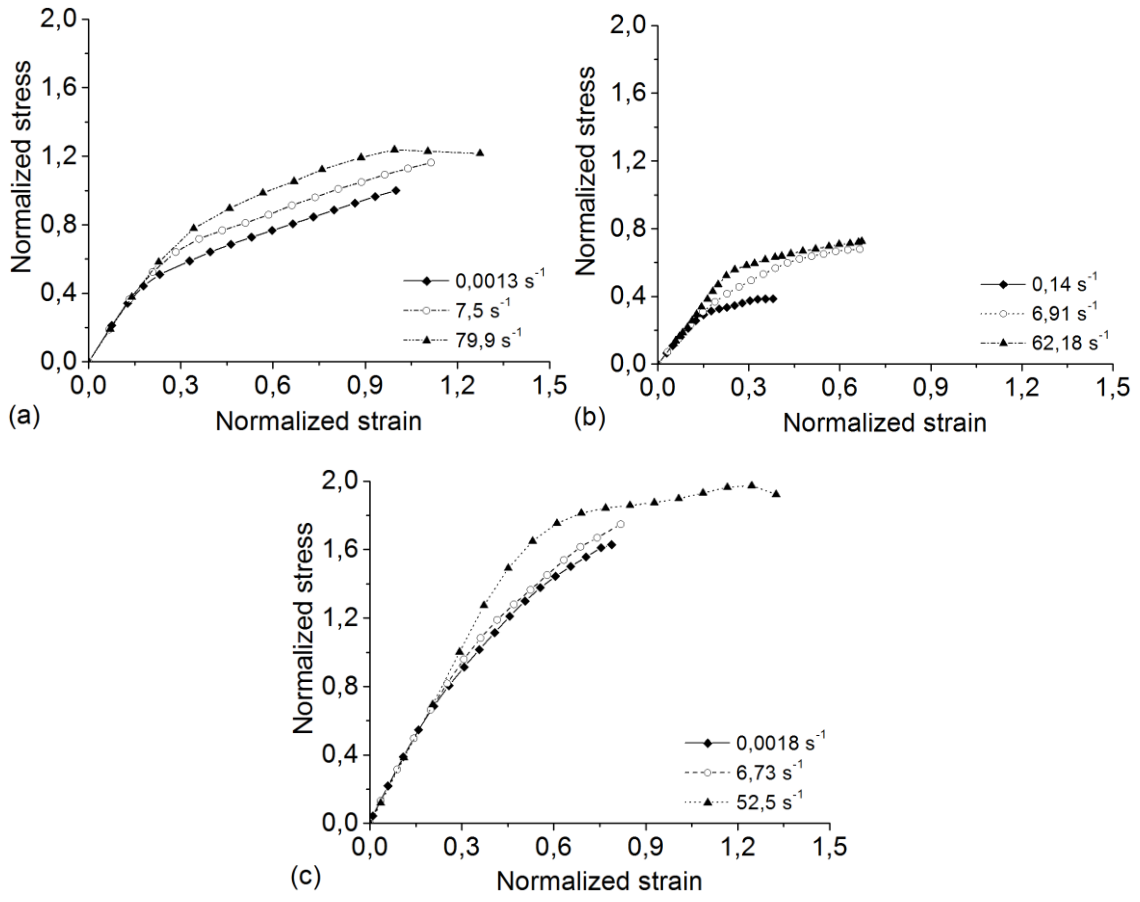 2,0
1,6
1,2
0,8
0,4
0,0
0,0 0,3 0,6 0,9 1,2 1,5
Normalized stress
Normalized strain
0,0013 s⁻¹
7,5 s⁻¹
79,9 s⁻¹
(a)
2,0
1,6
1,2
0,8
0,4
0,0
0,0 0,3 0,6 0,9 1,2 1,5
Normalized stress
Normalized strain
0,14 s⁻¹
6,91 s⁻¹
62,18 s⁻¹
(b)
2,0
1,6
1,2
0,8
0,4
0,0
0,0 0,3 0,6 0,9 1,2 1,5
Normalized stress
Normalized strain
0,0018 s⁻¹
6,73 s⁻¹
52,5 s⁻¹
(c)